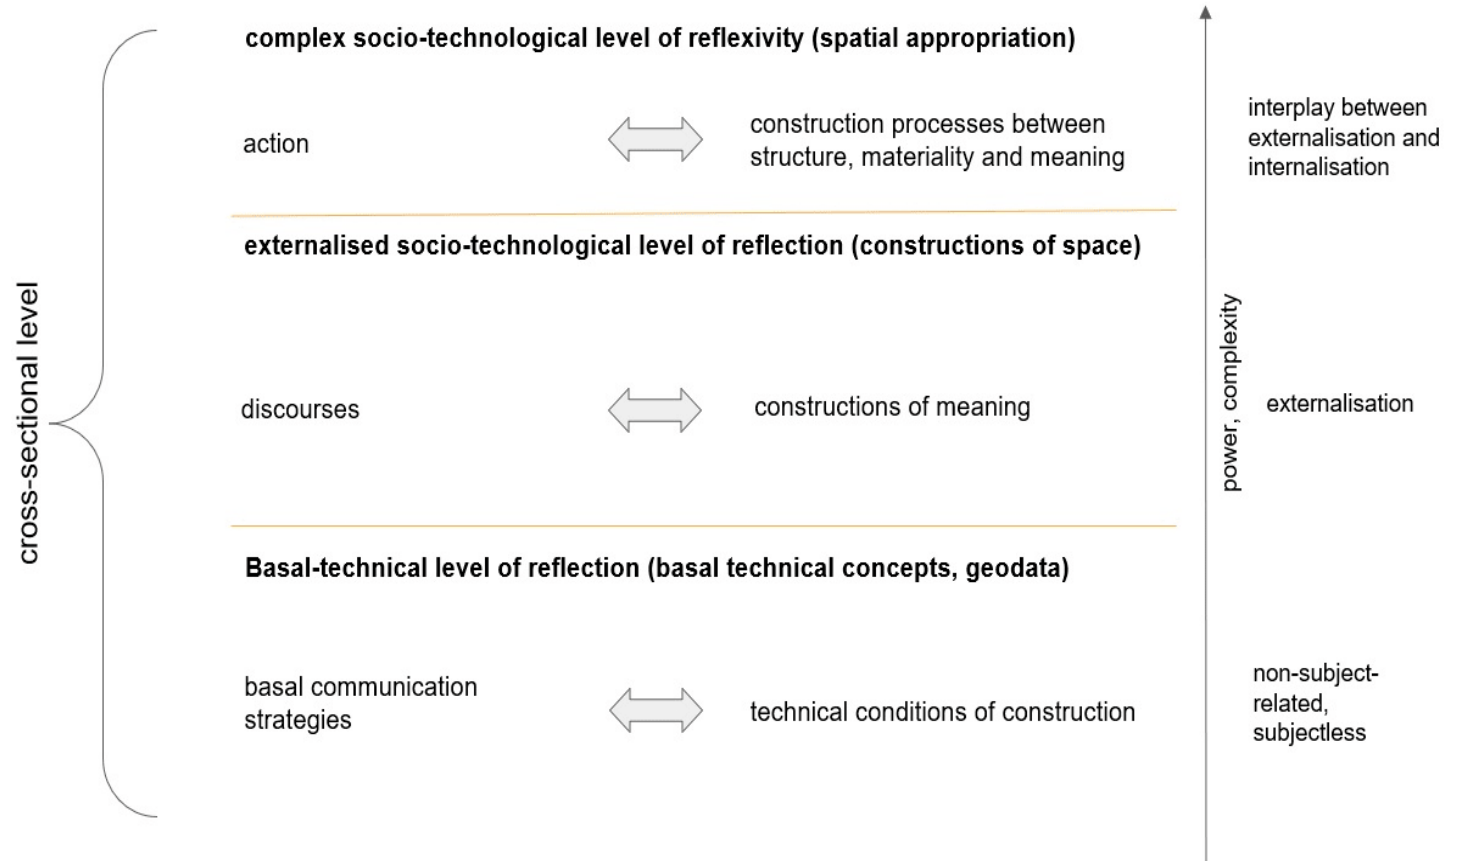 cross-sectional level
complex socio-technological level of reflexivity (spatial appropriation)
action
construction processes between
structure, materiality and meaning
interplay between
externalisation and
internalisation
externalised socio-technological level of reflection (constructions of space)
discourses
constructions of meaning
power, complexity
externalisation
Basal-technical level of reflection (basal technical concepts, geodata)
basal communication
strategies
technical conditions of construction
non-subject-
related,
subjectless